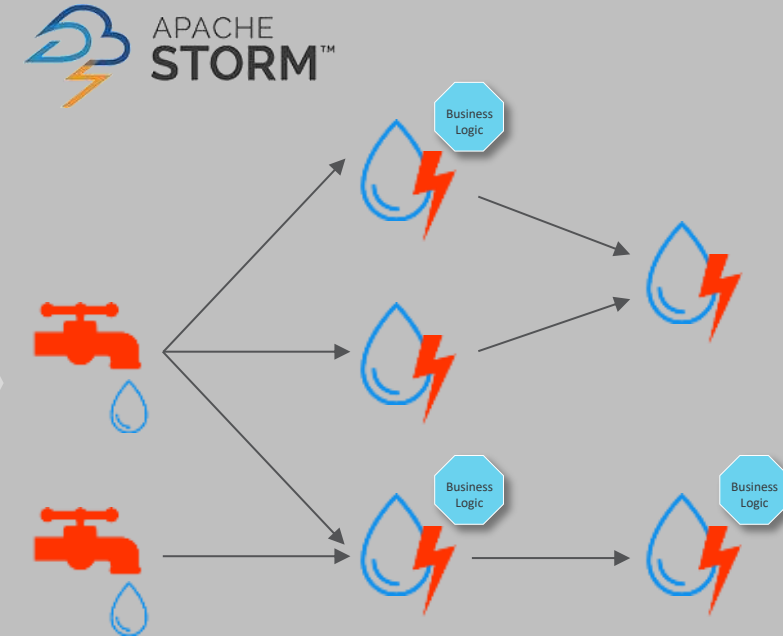 APACHE
STORM™
Business
Logic
Business
Logic
Business
Logic